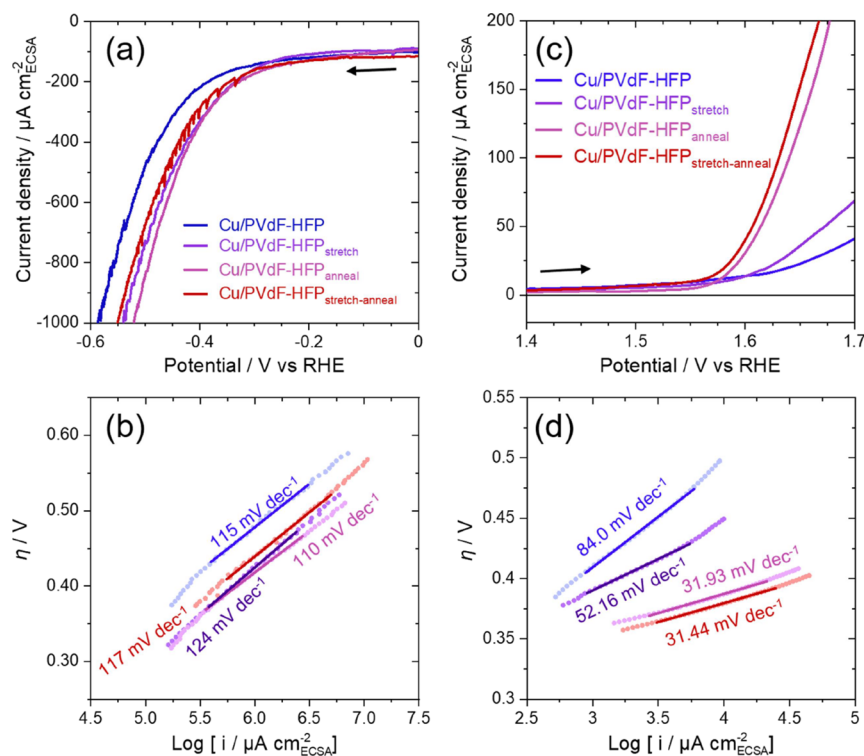 (a)
Current density / µA cm⁻²ECSA
0
-200
-400
-600
-800
-1000
Cu/PVdF-HFP
Cu/PVdF-HFPstretch
Cu/PVdF-HFPanneal
Cu/PVdF-HFPstretch-anneal
-0.6
-0.4
-0.2
0
Potential / V vs RHE
(c)
Current density / µA cm⁻²ECSA
200
150
100
50
0
Cu/PVdF-HFP
Cu/PVdF-HFPstretch
Cu/PVdF-HFPanneal
Cu/PVdF-HFPstretch-anneal
1.4
1.5
1.6
1.7
Potential / V vs RHE
(b)
η / V
0.60
0.50
0.40
0.30
115 mV dec⁻¹
110 mV dec⁻¹
117 mV dec⁻¹
124 mV dec⁻¹
4.5
5.0
5.5
6.0
6.5
7.0
7.5
Log [ i / µA cm⁻²ECSA]
(d)
η / V
0.55
0.5
0.45
0.4
0.35
0.3
84.0 mV dec⁻¹
52.16 mV dec⁻¹
31.93 mV dec⁻¹
31.44 mV dec⁻¹
2.5
3
3.5
4
4.5
5
Log [ i / µA cm⁻²ECSA]